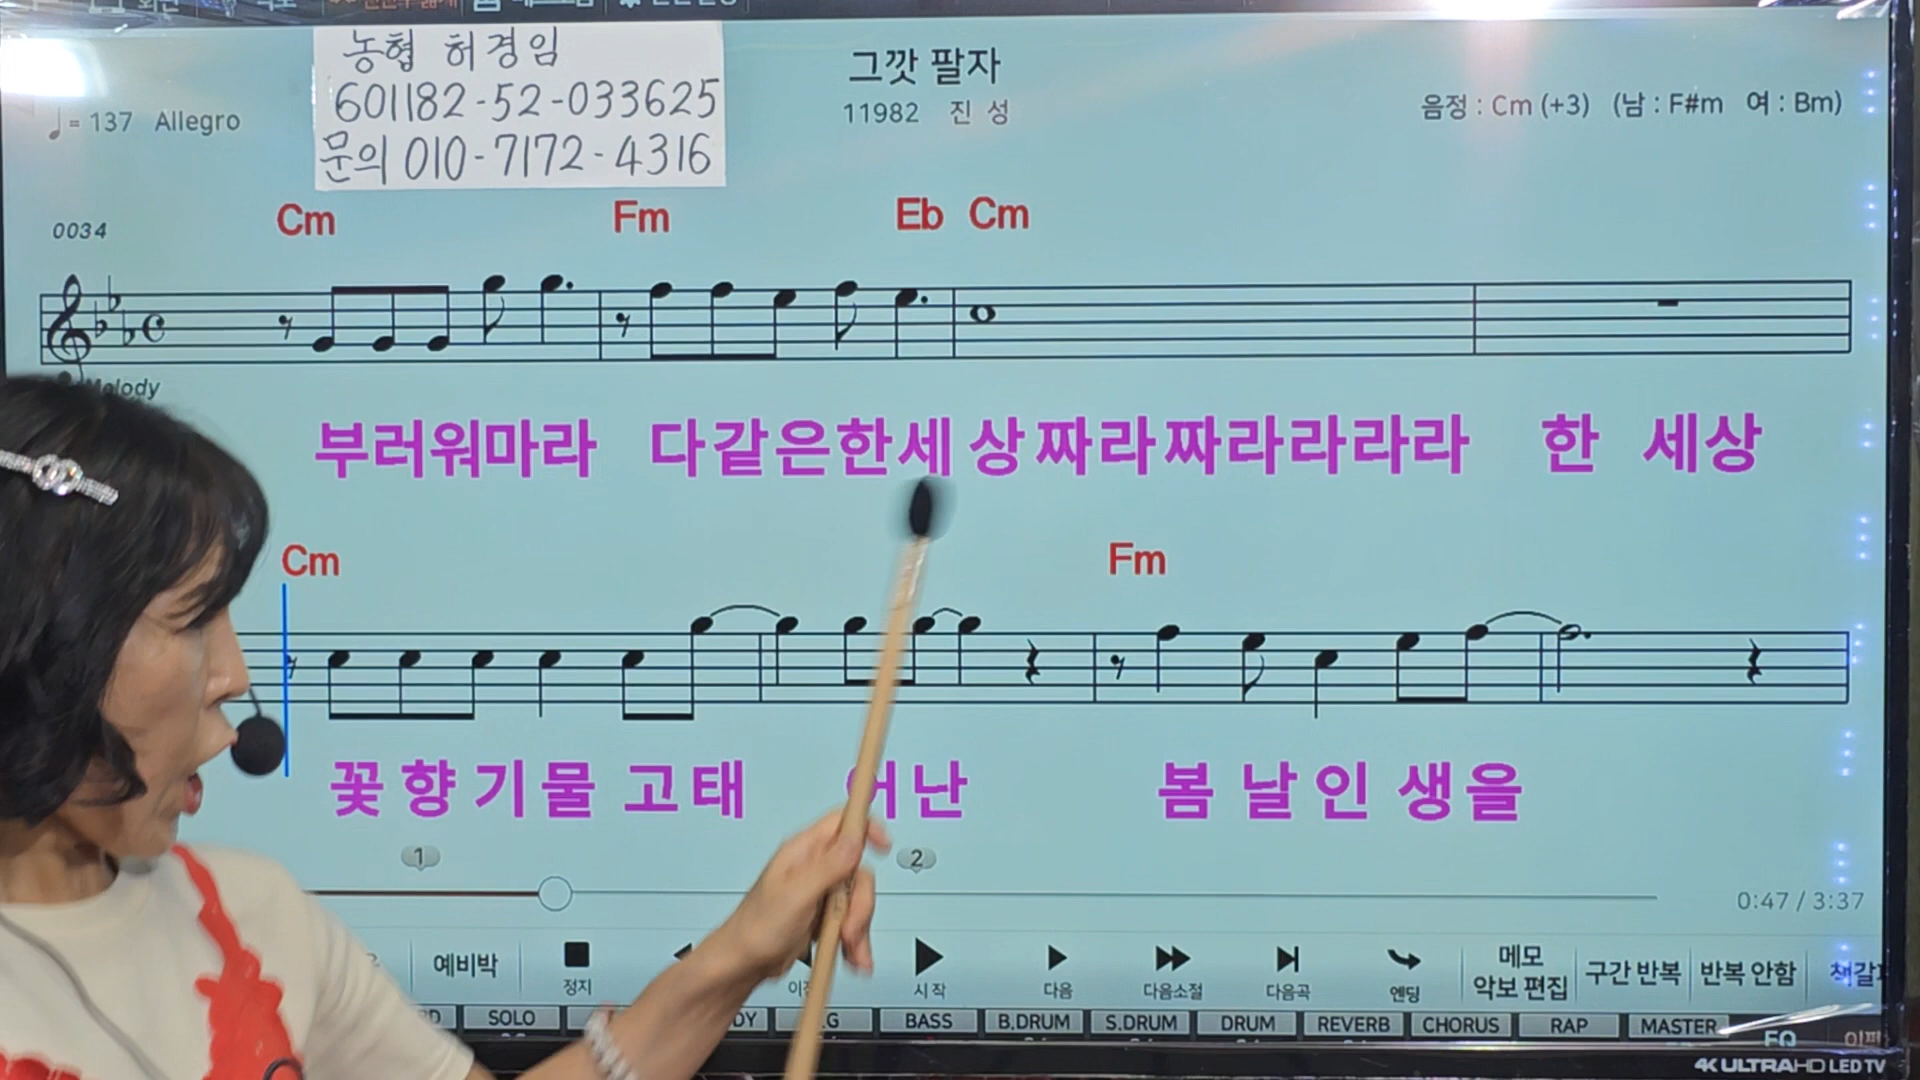 농협 허경임
601182-52-033625
문의 010-7172-4316
그깟 팔자
11982 진 성
♩= 137 Allegro
음정 : Cm (+3) (남 : F#m 여 : Bm)
0034
Cm Fm Eb Cm
Melody
부러워마라 다같은한세상짜라짜라라라라 한 세상
Cm Fm
꽃향기물고태어난 봄날인생을
1 2
0:47 / 3:37
예비박 정지 시작 다음 다음소절 다음곡 엔딩 메모 악보 편집 구간 반복 반복 안함
SOLO BASS B.DRUM S.DRUM DRUM REVERB CHORUS RAP MASTER EQ
4K ULTRA HD LED TV